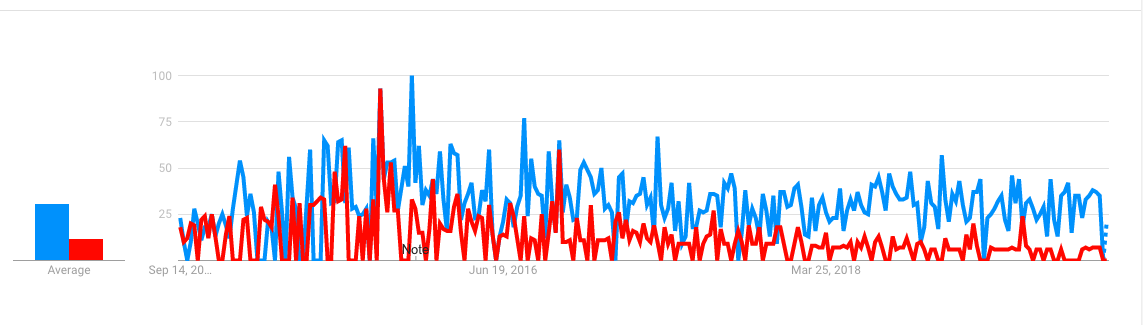 100
75
50
25
Note
Average
Sep 14, 20...
Jun 19, 2016
Mar 25, 2018